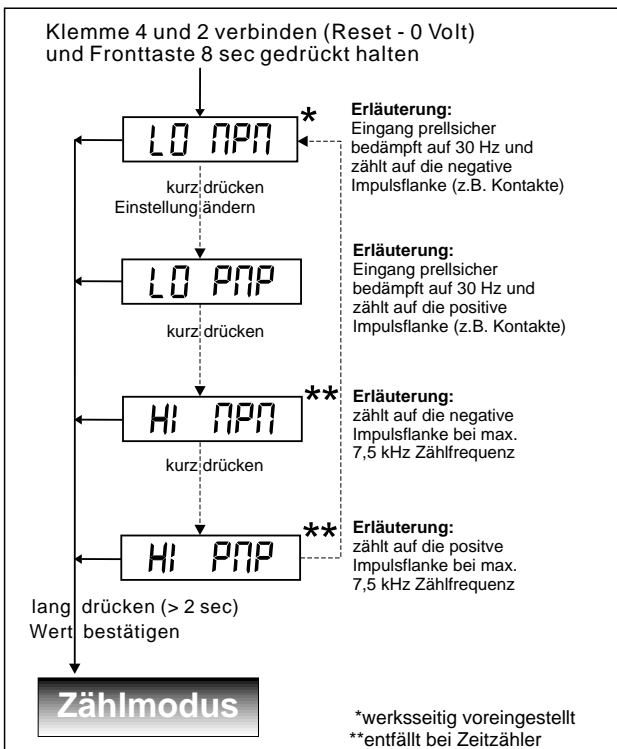 Klemme 4 und 2 verbinden (Reset - 0 Volt)
und Fronttaste 8 sec gedrückt halten
LO NPN *
Erläuterung:
Eingang prellsicher
bedämpft auf 30 Hz und
zählt auf die negative
Impulsflanke (z.B. Kontakte)
kurz drücken
Einstellung ändern
LO PNP
Erläuterung:
Eingang prellsicher
bedämpft auf 30 Hz und
zählt auf die positive
Impulsflanke (z.B. Kontakte)
kurz drücken
HI NPN **
Erläuterung:
zählt auf die negative
Impulsflanke bei max.
7,5 kHz Zählfrequenz
kurz drücken
HI PNP **
Erläuterung:
zählt auf die positve
Impulsflanke bei max.
7,5 kHz Zählfrequenz
lang drücken (> 2 sec)
Wert bestätigen
Zählmodus
*werksseitig voreingestellt
**entfällt bei Zeitzähler